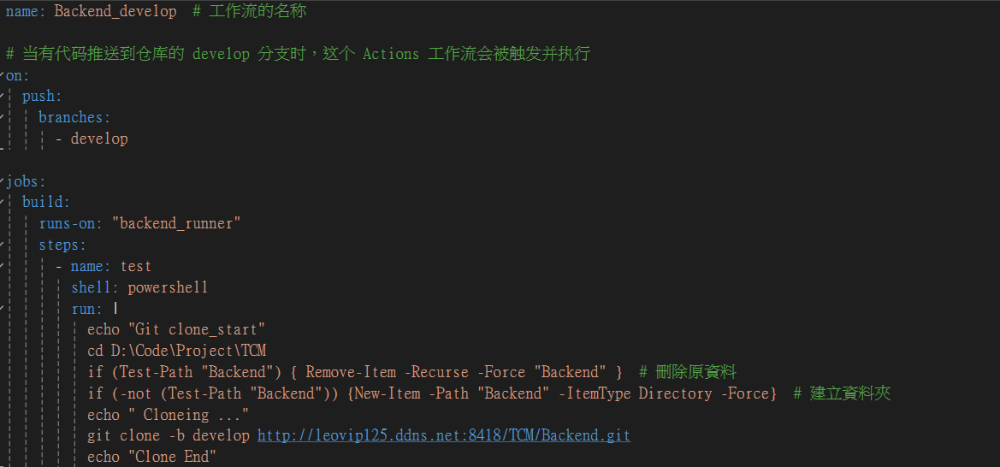 name: Backend_develop  # 工作流的名称
# 当有代码推送到仓库的 develop 分支时，这个 Actions 工作流会被触发并执行
on:
  push:
    branches:
      - develop
jobs:
  build:
    runs-on: "backend_runner"
    steps:
      - name: test
        shell: powershell
        run: |
          echo "Git clone_start"
          cd D:\Code\Project\TCM
          if (Test-Path "Backend") { Remove-Item -Recurse -Force "Backend" }  # 刪除原資料
          if (-not (Test-Path "Backend")) {New-Item -Path "Backend" -ItemType Directory -Force}  # 建立資料夾
          echo " Cloneing ..."
          git clone -b develop http://leovip125.ddns.net:8418/TCM/Backend.git
          echo "Clone End"